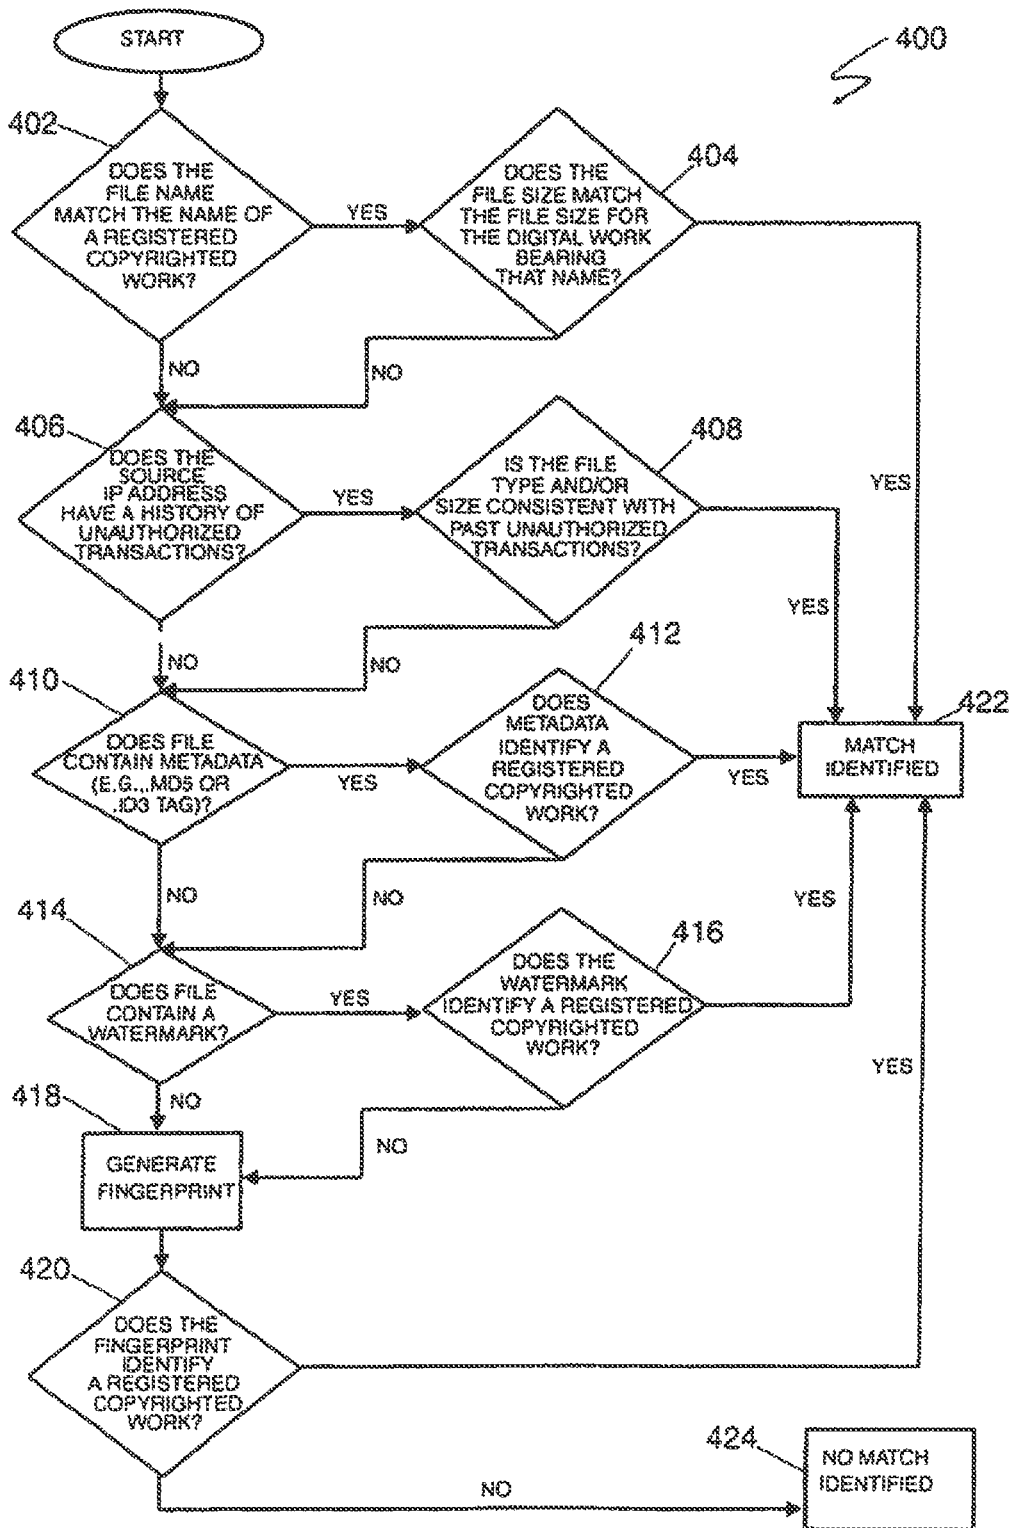 START
400
402
DOES THE
FILE NAME
MATCH THE NAME OF
A REGISTERED
COPYRIGHTED
WORK?
YES
404
DOES THE
FILE SIZE MATCH
THE FILE SIZE FOR
THE DIGITAL WORK
BEARING
THAT NAME?
NO
NO
YES
406
DOES THE
SOURCE
IP ADDRESS
HAVE A HISTORY OF
UNAUTHORIZED
TRANSACTIONS?
YES
408
IS THE FILE
TYPE AND/OR
SIZE CONSISTENT WITH
PAST UNAUTHORIZED
TRANSACTIONS?
YES
NO
NO
410
DOES FILE
CONTAIN METADATA
(E.G.,.MD5 OR
.ID3 TAG)?
YES
412
DOES
METADATA
IDENTIFY A
REGISTERED
COPYRIGHTED
WORK?
YES
422
MATCH
IDENTIFIED
NO
NO
YES
414
DOES FILE
CONTAIN A
WATERMARK?
YES
416
DOES THE
WATERMARK
IDENTIFY A REGISTERED
COPYRIGHTED
WORK?
YES
NO
NO
418
GENERATE
FINGERPRINT
420
DOES THE
FINGERPRINT
IDENTIFY
A REGISTERED
COPYRIGHTED
WORK?
NO
424
NO MATCH
IDENTIFIED